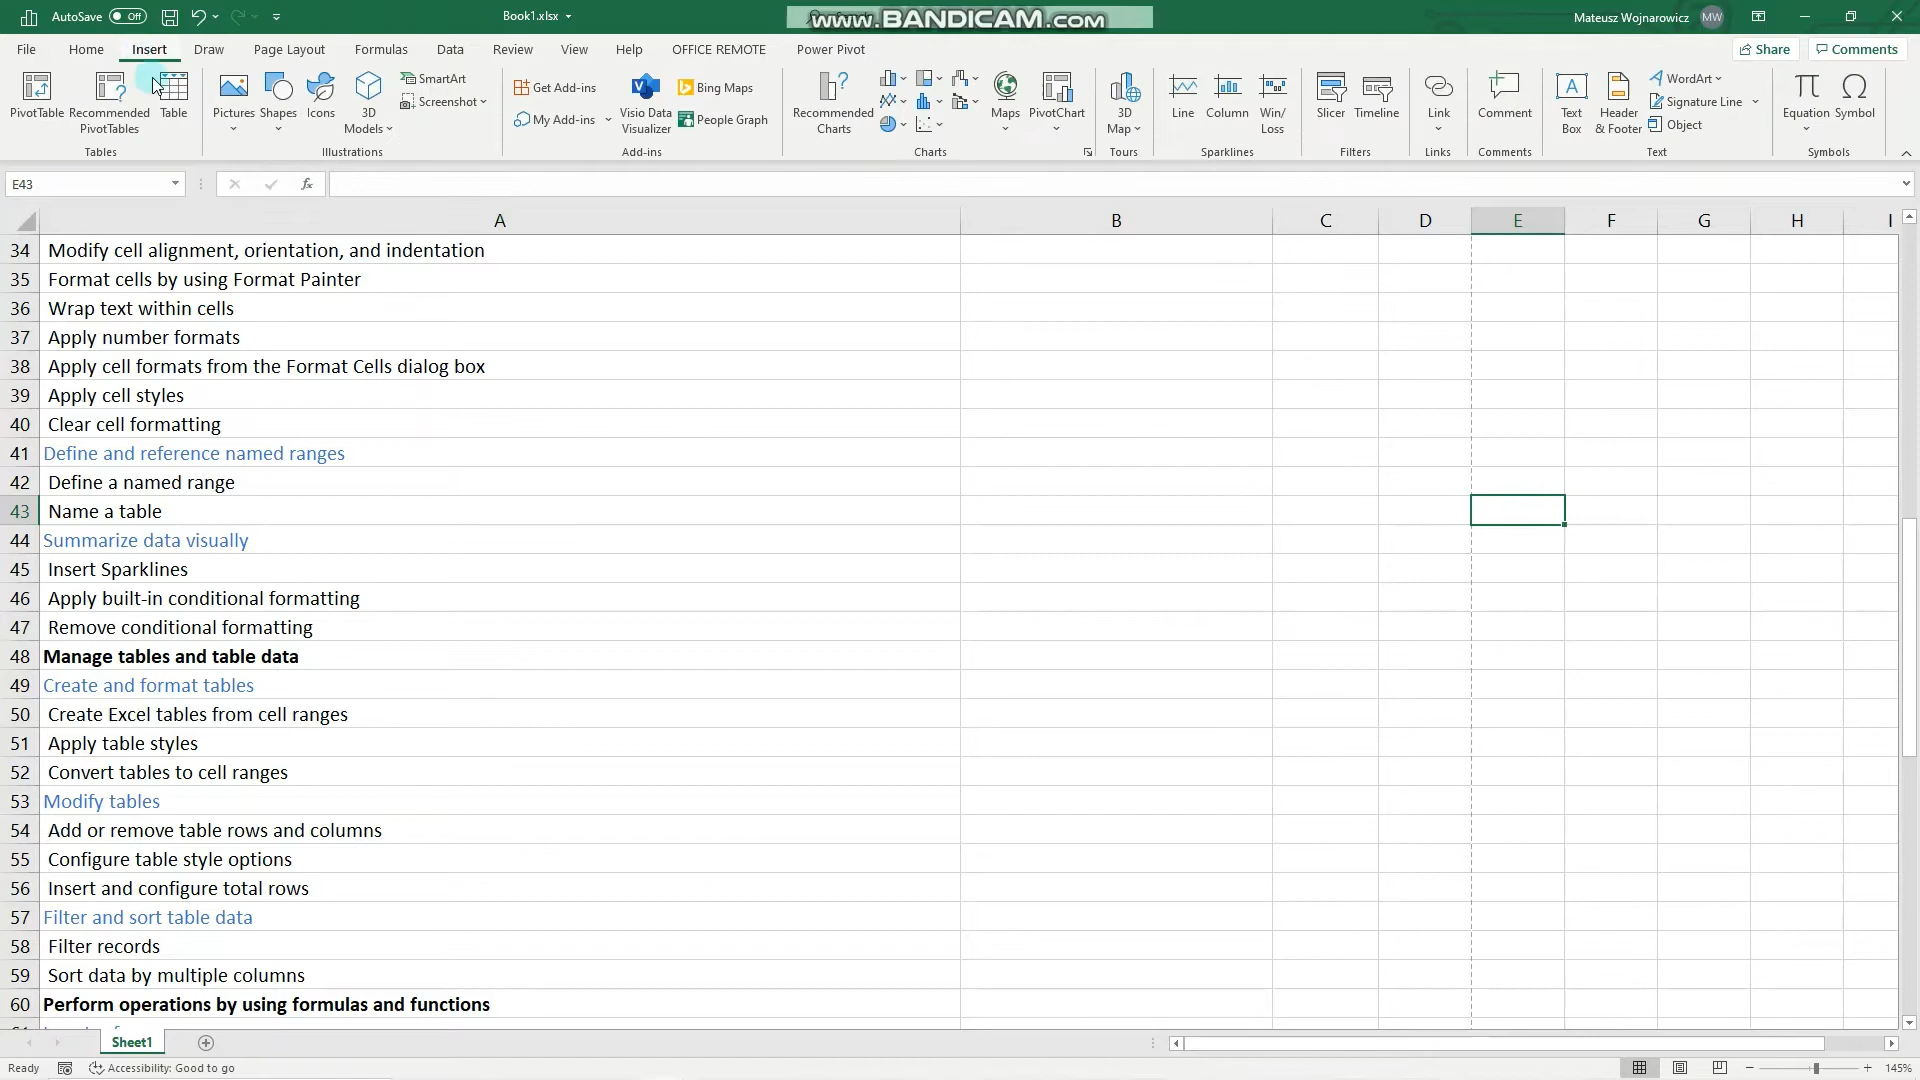 AutoSave Off
Book1.xlsx
www.BANDICAM.com
Mateusz Wojnarowicz MW
File Home Insert Draw Page Layout Formulas Data Review View Help OFFICE REMOTE Power Pivot
Share Comments
PivotTable
Recommended PivotTables
Table
Tables
Pictures
Shapes
Icons
3D Models
SmartArt
Screenshot
Illustrations
Get Add-ins
My Add-ins
Visio Data Visualizer
Bing Maps
People Graph
Add-ins
Recommended Charts
Maps
PivotChart
Charts
3D Map
Tours
Line
Column
Win/Loss
Sparklines
Slicer
Timeline
Filters
Link
Links
Comment
Comments
Text Box
Header & Footer
WordArt
Signature Line
Object
Text
Equation
Symbol
Symbols
E43
fx
A B C D E F G H I
34 Modify cell alignment, orientation, and indentation
35 Format cells by using Format Painter
36 Wrap text within cells
37 Apply number formats
38 Apply cell formats from the Format Cells dialog box
39 Apply cell styles
40 Clear cell formatting
41 Define and reference named ranges
42 Define a named range
43 Name a table
44 Summarize data visually
45 Insert Sparklines
46 Apply built-in conditional formatting
47 Remove conditional formatting
48 Manage tables and table data
49 Create and format tables
50 Create Excel tables from cell ranges
51 Apply table styles
52 Convert tables to cell ranges
53 Modify tables
54 Add or remove table rows and columns
55 Configure table style options
56 Insert and configure total rows
57 Filter and sort table data
58 Filter records
59 Sort data by multiple columns
60 Perform operations by using formulas and functions
Sheet1
Ready
Accessibility: Good to go
145%